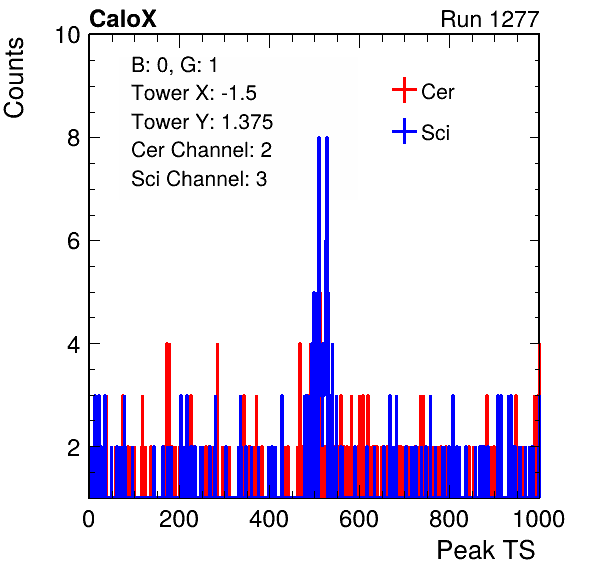 CaloX Run 1277
Counts
10
8
6
4
2
B: 0, G: 1
Tower X: -1.5
Tower Y: 1.375
Cer Channel: 2
Sci Channel: 3
Cer
Sci
0 200 400 600 800 1000
Peak TS